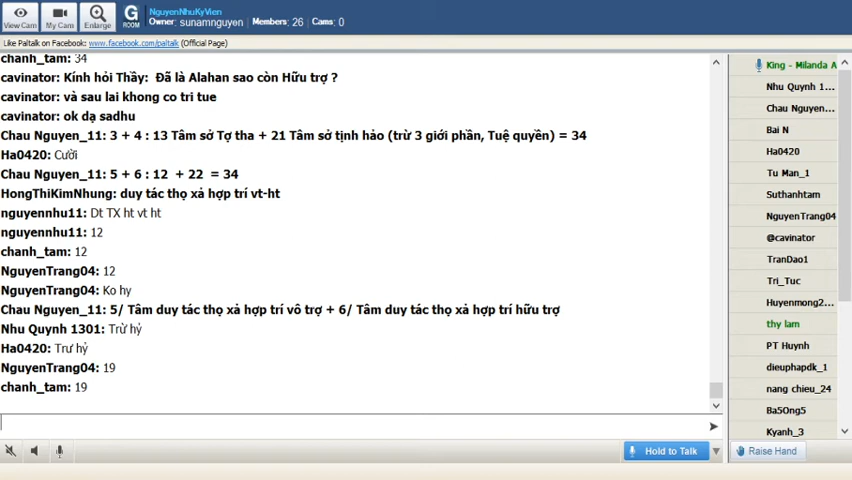 View Cam
My Cam
Enlarge
G ROOM
NguyenNhuKyVien
Owner: sunamnguyen Members: 26 Cams: 0
Like Paltalk on Facebook: www.facebook.com/paltalk (Official Page)
chanh_tam: 34
cavinator: Kính hỏi Thầy: Đã là Alahan sao còn Hữu trợ ?
cavinator: và sau lai khong co tri tue
cavinator: ok dạ sadhu
Chau Nguyen_11: 3 + 4 : 13 Tâm sở Tợ tha + 21 Tâm sở tịnh hảo (trừ 3 giới phần, Tuệ quyền) = 34
Ha0420: Cười
Chau Nguyen_11: 5 + 6 : 12 + 22 = 34
HongThiKimNhung: duy tác thọ xả hợp trí vt-ht
nguyennhu11: Dt TX ht vt ht
nguyennhu11: 12
chanh_tam: 12
NguyenTrang04: 12
NguyenTrang04: Ko hy
Chau Nguyen_11: 5/ Tâm duy tác thọ xả hợp trí vô trợ + 6/ Tâm duy tác thọ xả hợp trí hữu trợ
Nhu Quynh 1301: Trừ hỷ
Ha0420: Trư hỷ
NguyenTrang04: 19
chanh_tam: 19
King - Milanda A
Nhu Quynh 1...
Chau Nguyen...
Bai N
Ha0420
Tu Man_1
Suthanhtam
NguyenTrang04
@cavinator
TranDao1
Tri_Tuc
Huyenmong2...
thy lam
PT Huynh
dieuphapdk_1
nang chieu_24
Ba5Ong5
Kyanh_3
Hold to Talk
Raise Hand